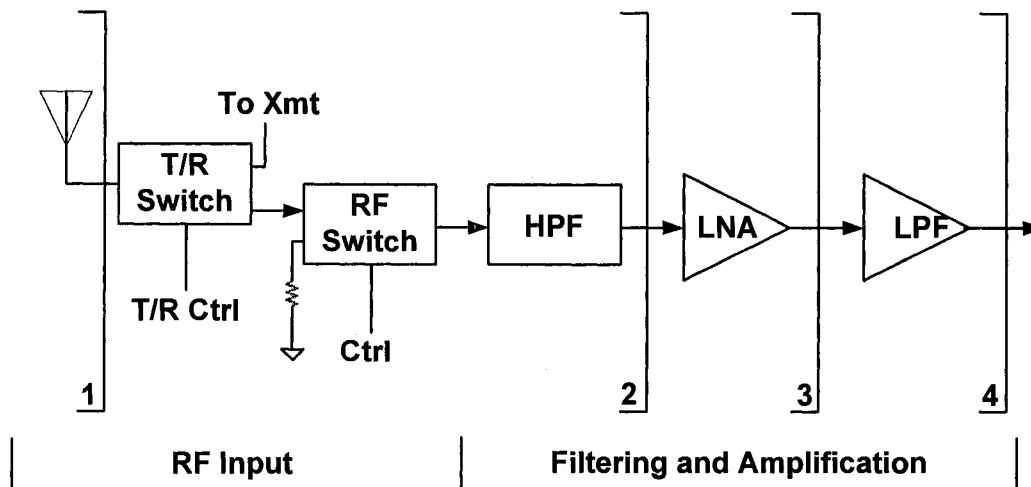 To Xmt
T/R
Switch
RF
Switch
HPF
LNA
LPF
T/R Ctrl
Ctrl
1
2
3
4
RF Input
Filtering and Amplification